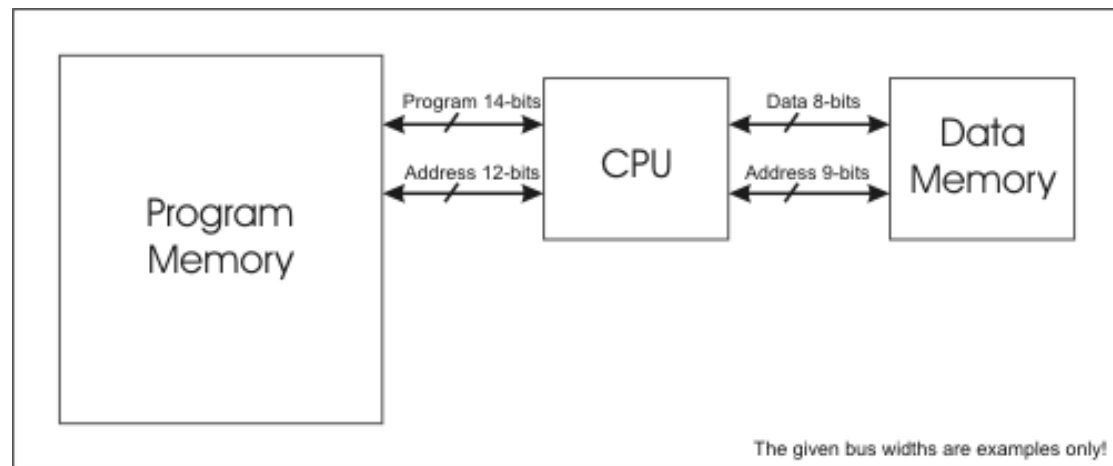 Program
Memory
Program 14-bits
Address 12-bits
CPU
Data 8-bits
Address 9-bits
Data
Memory
The given bus widths are examples only!